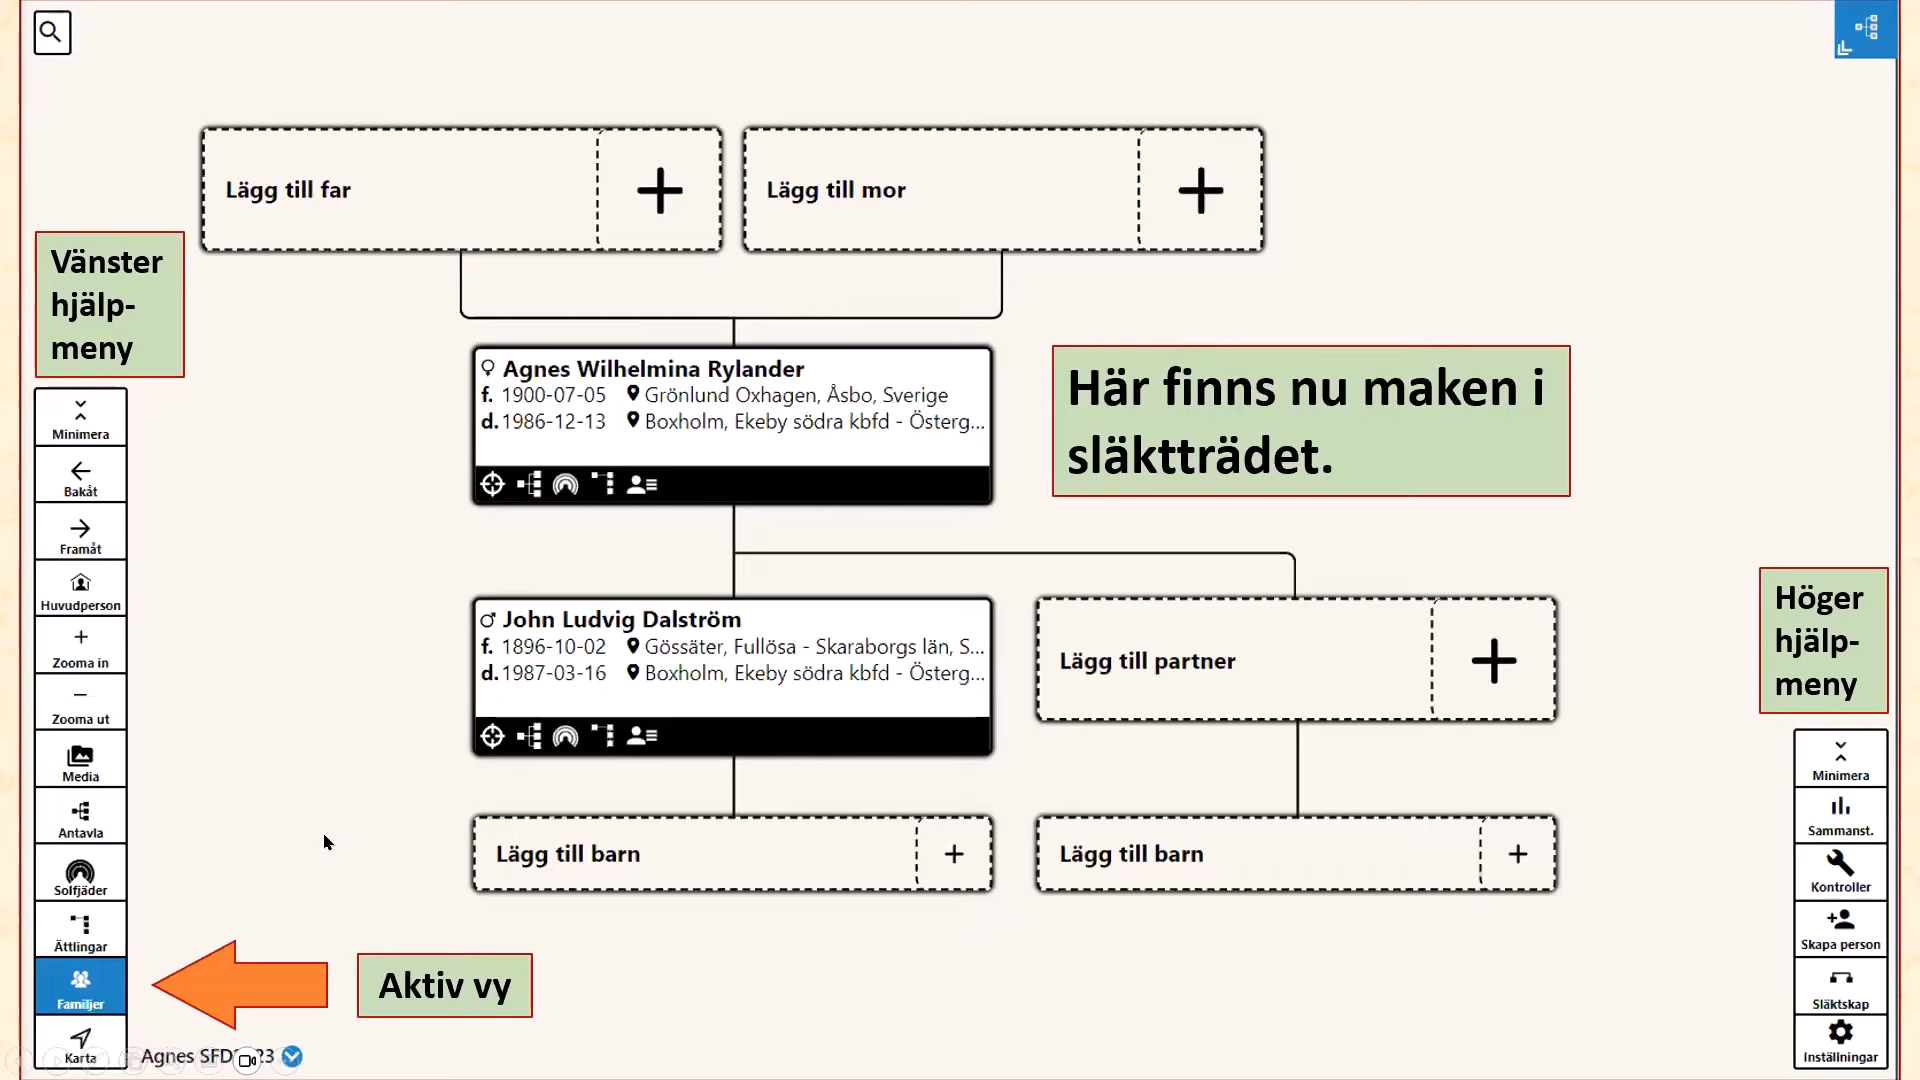 Lägg till far
Lägg till mor
Vänster
hjälp-
meny
Agnes Wilhelmina Rylander
f. 1900-07-05 Grönlund Oxhagen, Åsbo, Sverige
d. 1986-12-13 Boxholm, Ekeby södra kbfd - Österg...
Här finns nu maken i
släktträdet.
Minimera
Bakåt
Framåt
Huvudperson
Zooma in
Zooma ut
Media
Antavla
Solfjäder
Ättlingar
Familjer
Karta
John Ludvig Dalström
f. 1896-10-02 Gössäter, Fullösa - Skaraborgs län, S...
d. 1987-03-16 Boxholm, Ekeby södra kbfd - Österg...
Lägg till partner
Lägg till barn
Lägg till barn
Höger
hjälp-
meny
Minimera
Sammanst.
Kontroller
Skapa person
Släktskap
Inställningar
Aktiv vy
Agnes